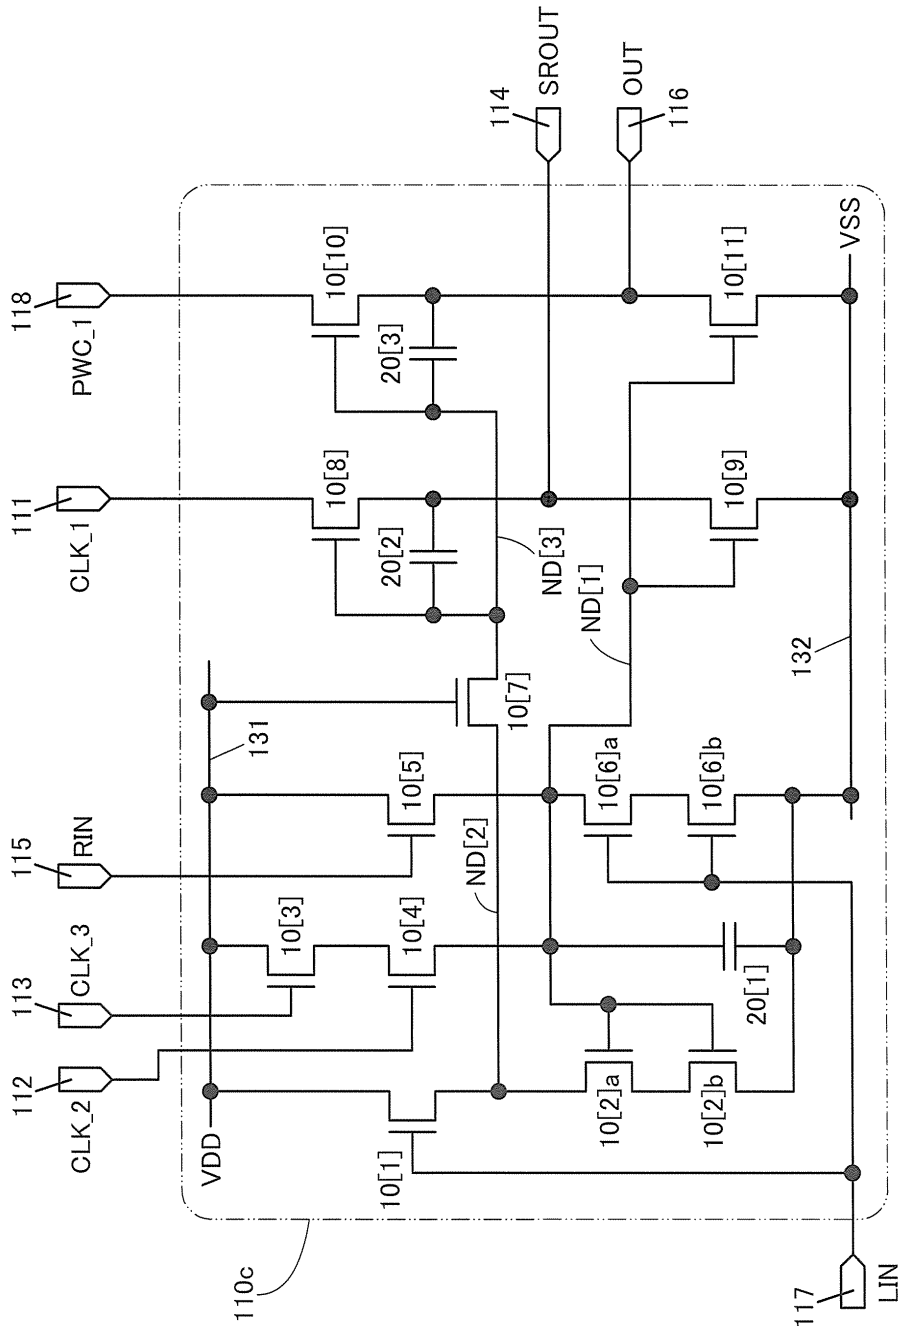 112
CLK_2
113
CLK_3
115
RIN
111
CLK_1
118
PWC_1
VDD
131
10[1]
10[3]
10[4]
10[5]
10[8]
10[10]
20[2]
20[3]
ND[2]
10[7]
ND[3]
ND[1]
114
SROUT
116
OUT
10[2]a
10[2]b
20[1]
10[6]a
10[6]b
10[9]
10[11]
132
VSS
117
LIN
110c